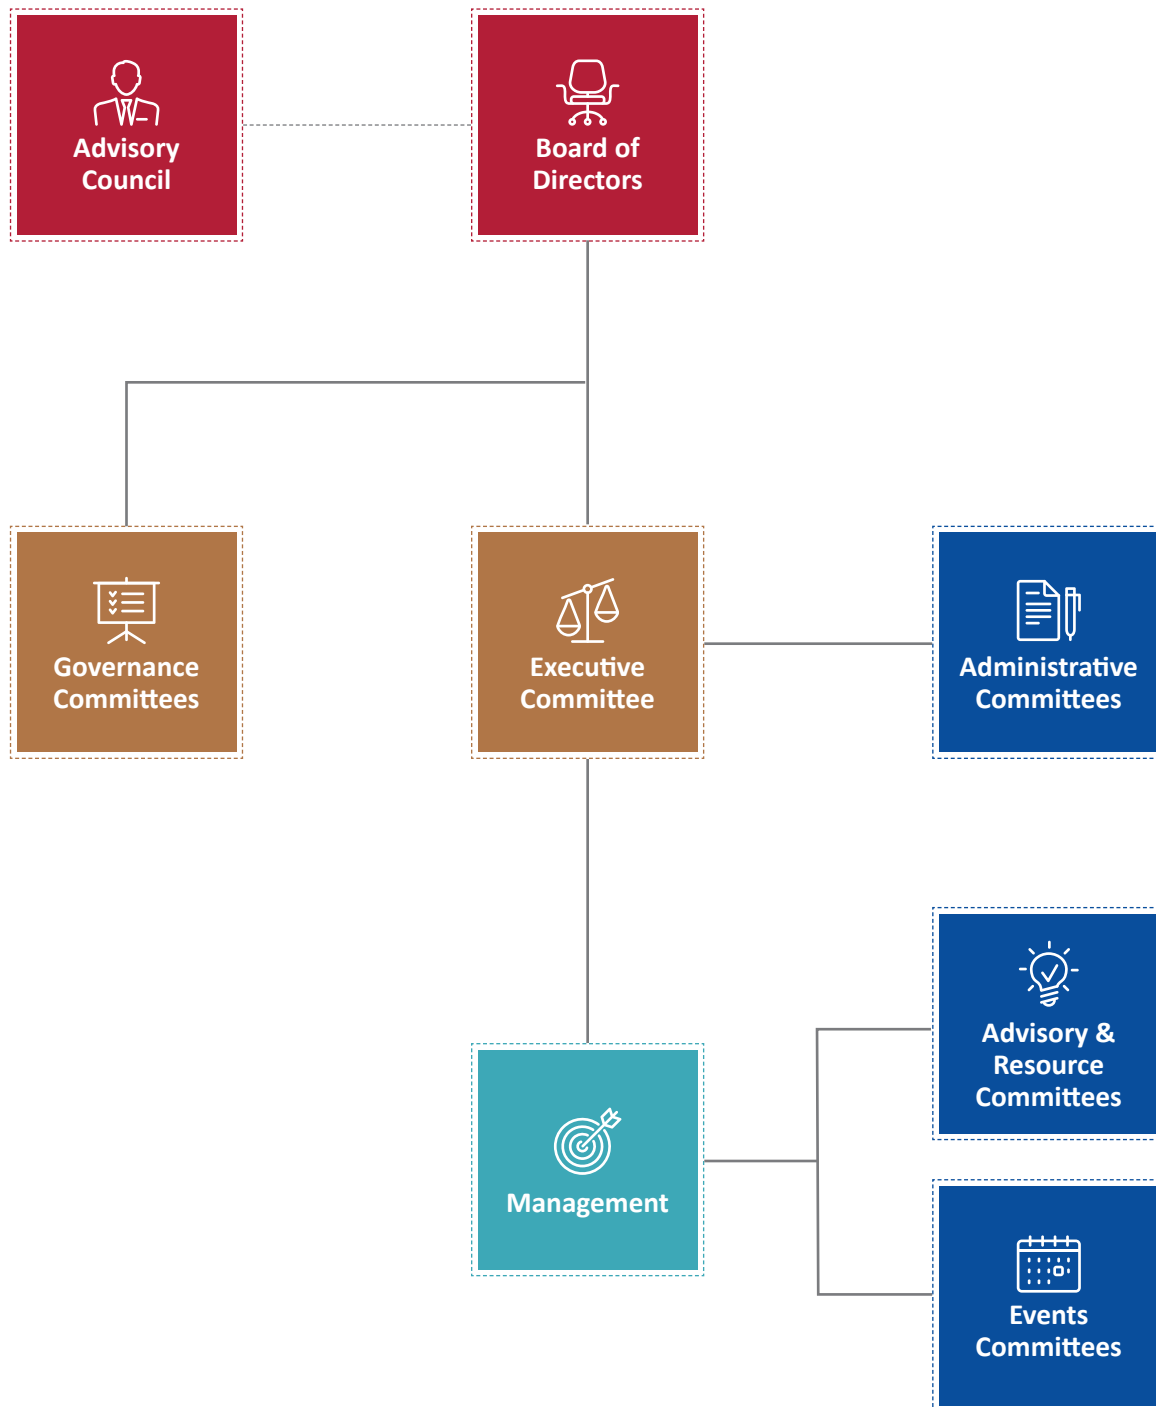 Advisory
Council
Board of
Directors
Governance
Committees
Executive
Committee
Administrative
Committees
Advisory &
Resource
Committees
Management
Events
Committees